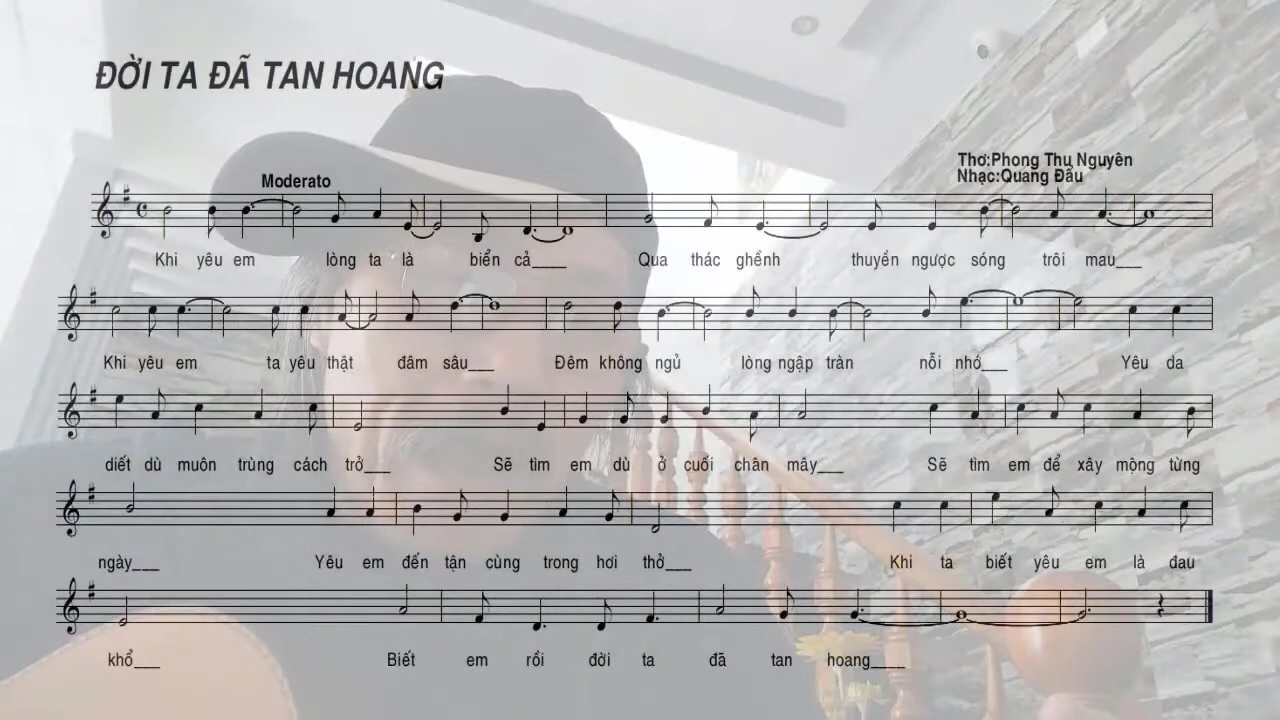 ĐỜI TA ĐÃ TAN HOANG
Thơ:Phong Thu Nguyên
Nhạc:Quang Đẩu
Moderato
Khi yêu em lòng ta là biển cả____ Qua thác ghềnh thuyền ngược sóng trôi mau___
Khi yêu em ta yêu thật đâm sâu___ Đêm không ngủ lòng ngập tràn nỗi nhớ___ Yêu da
diết dù muôn trùng cách trở___ Sẽ tìm em dù ở cuối chân mây___ Sẽ tìm em để xây mộng từng
ngày___ Yêu em đến tận cùng trong hơi thở___ Khi ta biết yêu em là đau
khổ___ Biết em rồi đời ta đã tan hoang____